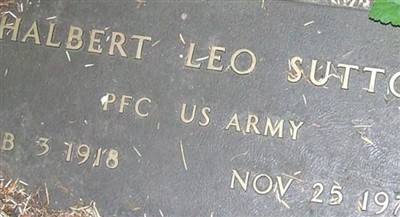 HALBERT LEO SUTTO
PFC US ARMY
B 3 1918 NOV 25 197